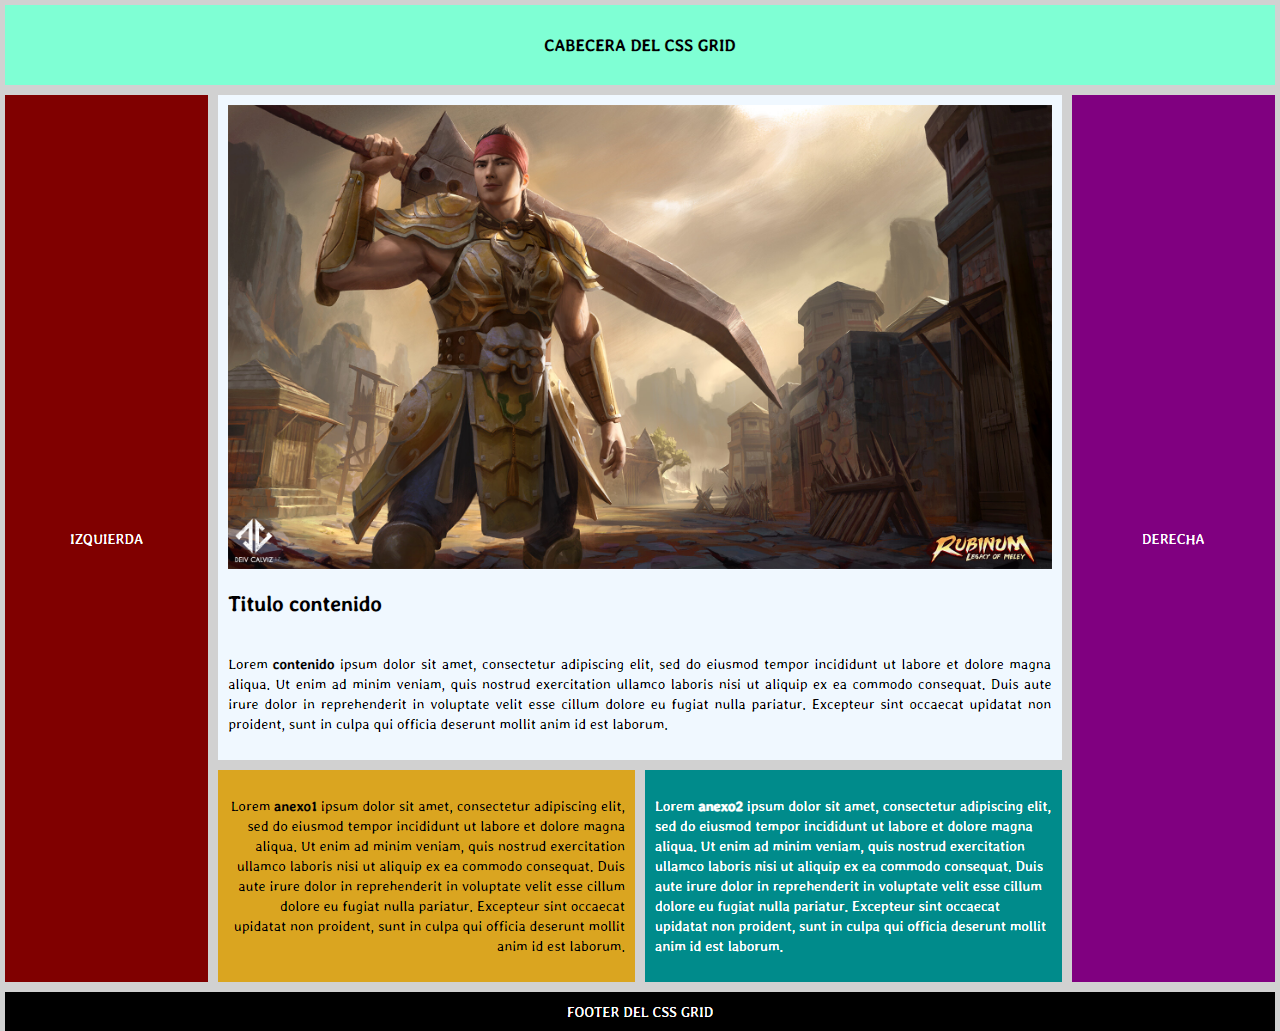 CABECERA DEL CSS GRID
IZQUIERDA
DEIV CALVIZ
RUBINUM
LEGACY OF MELEY
Titulo contenido
Lorem contenido ipsum dolor sit amet, consectetur adipiscing elit, sed do eiusmod tempor incididunt ut labore et dolore magna
aliqua. Ut enim ad minim veniam, quis nostrud exercitation ullamco laboris nisi ut aliquip ex ea commodo consequat. Duis aute
irure dolor in reprehenderit in voluptate velit esse cillum dolore eu fugiat nulla pariatur. Excepteur sint occaecat upidatat non
proident, sunt in culpa qui officia deserunt mollit anim id est laborum.
Lorem anexo1 ipsum dolor sit amet, consectetur adipiscing elit,
sed do eiusmod tempor incididunt ut labore et dolore magna
aliqua. Ut enim ad minim veniam, quis nostrud exercitation
ullamco laboris nisi ut aliquip ex ea commodo consequat. Duis
aute irure dolor in reprehenderit in voluptate velit esse cillum
dolore eu fugiat nulla pariatur. Excepteur sint occaecat
upidatat non proident, sunt in culpa qui officia deserunt mollit
anim id est laborum.
Lorem anexo2 ipsum dolor sit amet, consectetur adipiscing elit,
sed do eiusmod tempor incididunt ut labore et dolore magna
aliqua. Ut enim ad minim veniam, quis nostrud exercitation
ullamco laboris nisi ut aliquip ex ea commodo consequat. Duis
aute irure dolor in reprehenderit in voluptate velit esse cillum
dolore eu fugiat nulla pariatur. Excepteur sint occaecat
upidatat non proident, sunt in culpa qui officia deserunt mollit
anim id est laborum.
DERECHA
FOOTER DEL CSS GRID